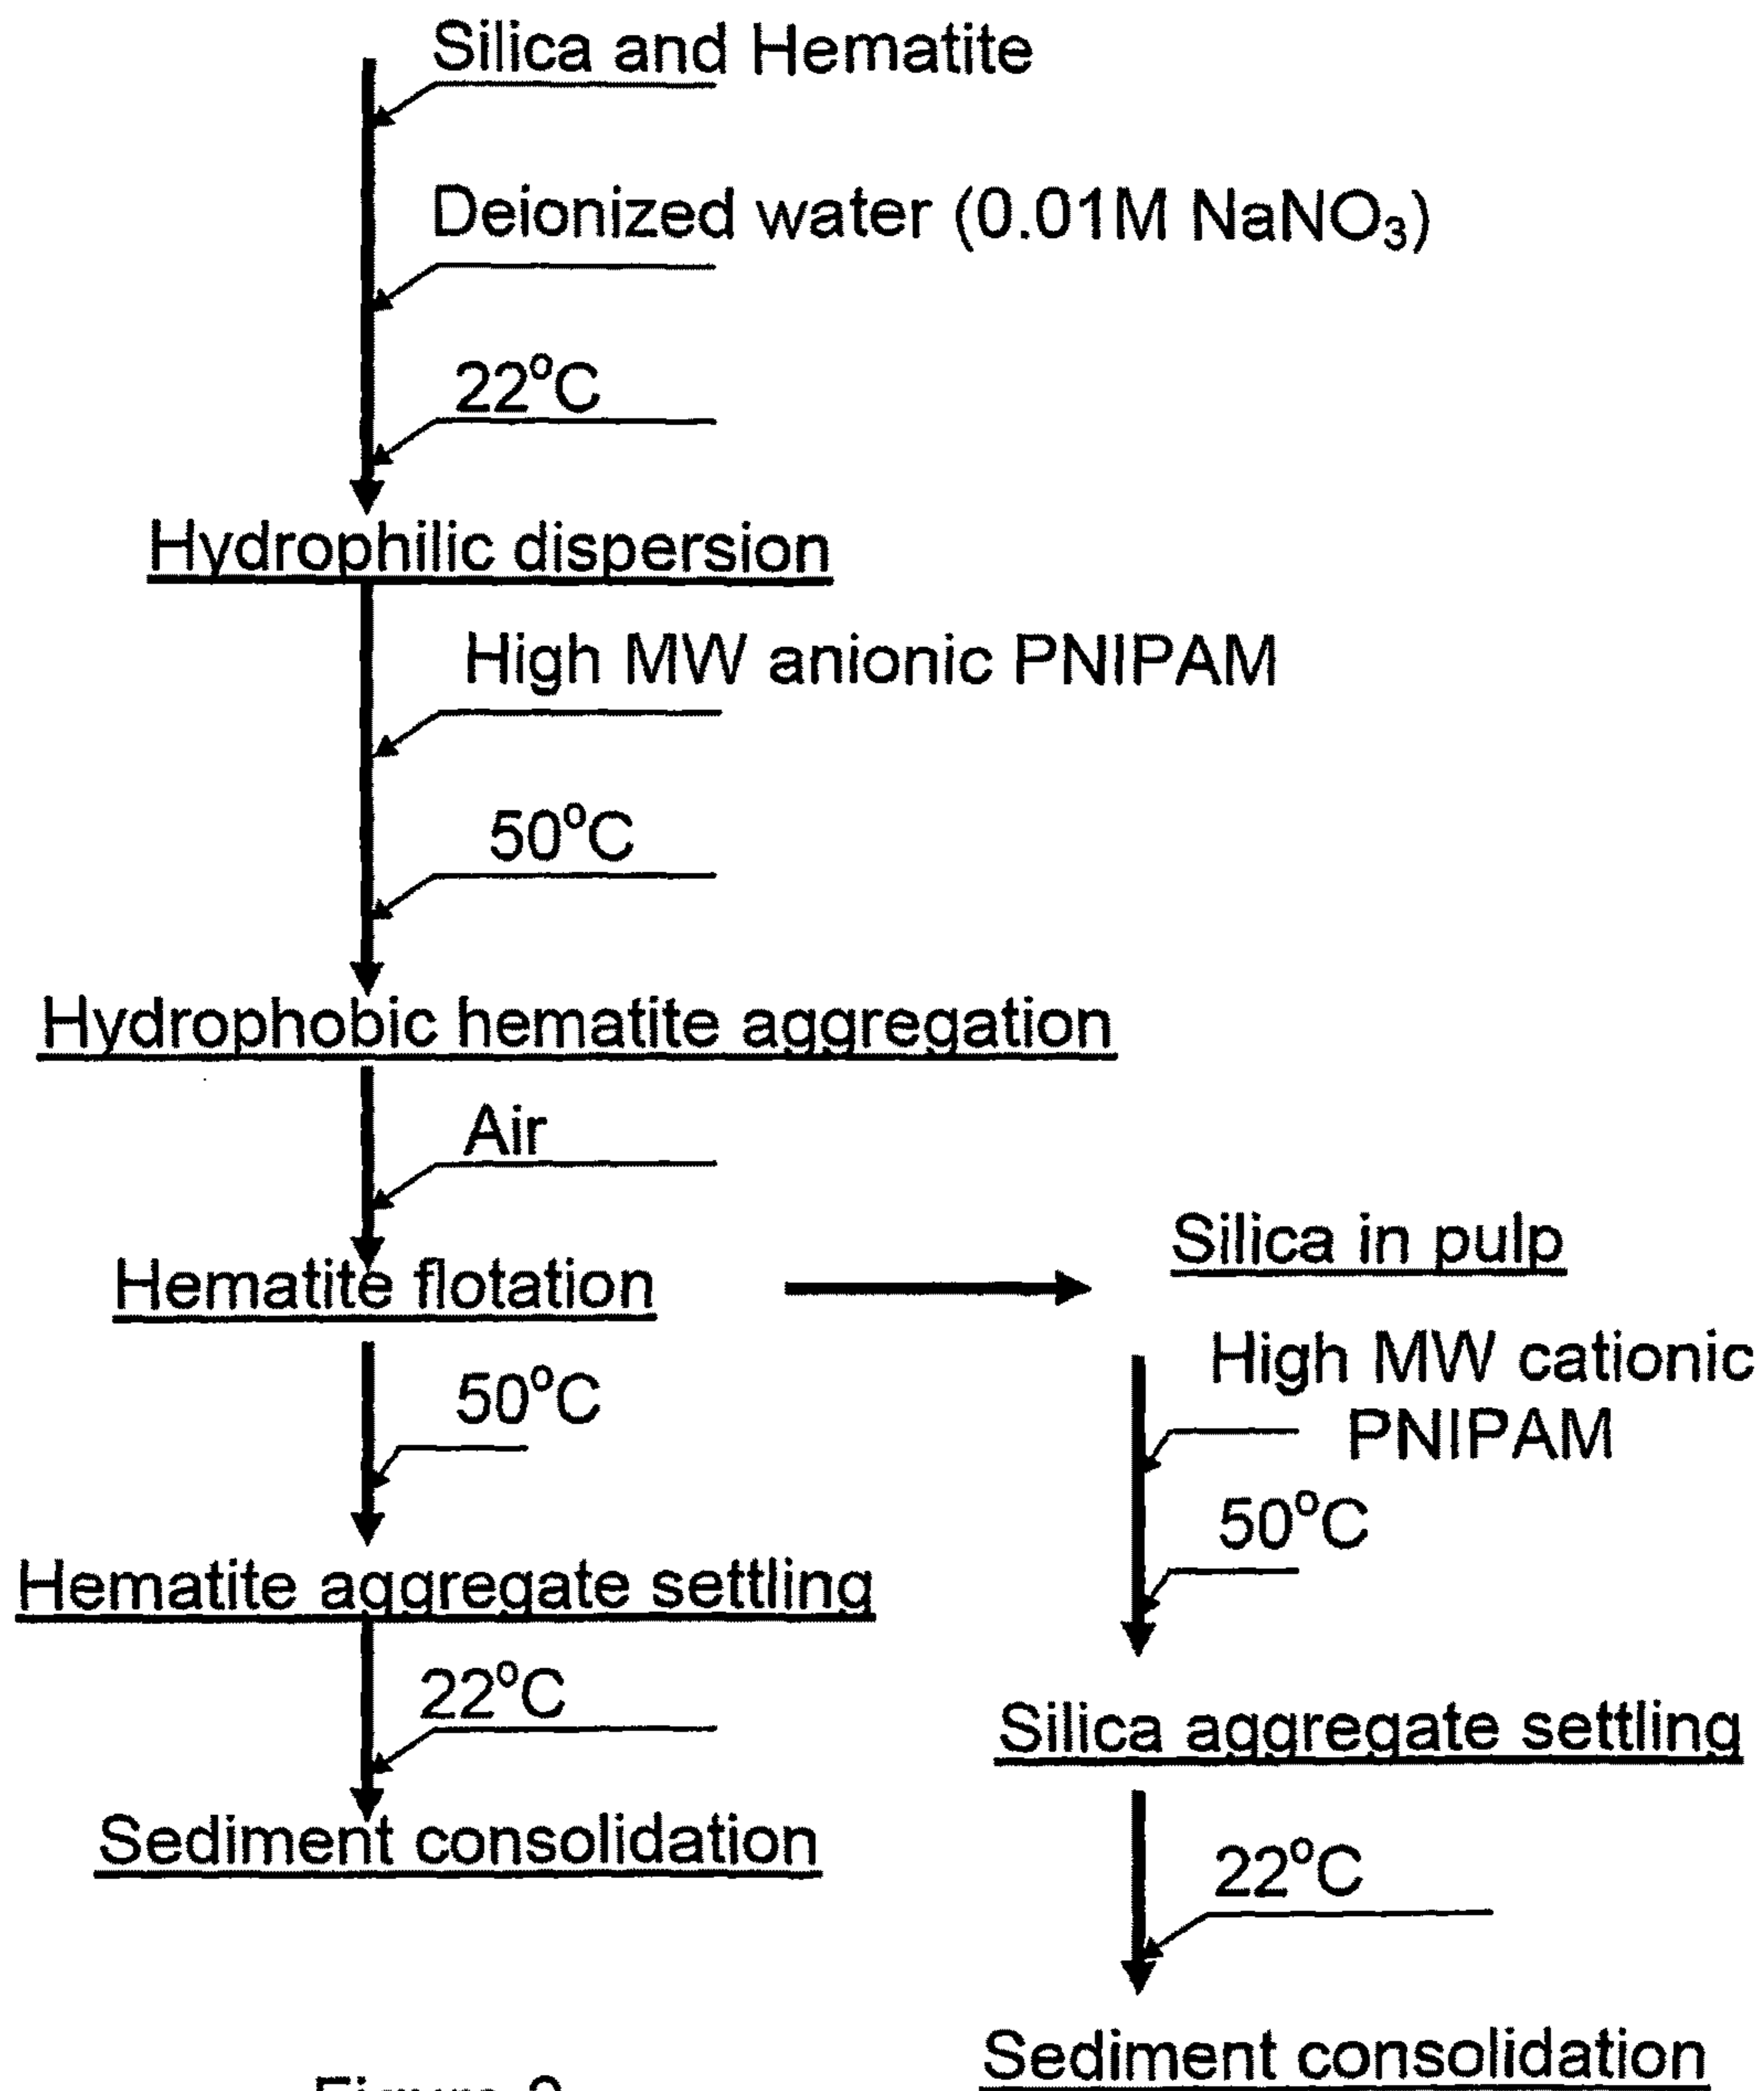 Silica and Hematite
Deionized water (0.01M NaNO₃)
22°C
Hydrophilic dispersion
High MW anionic PNIPAM
50°C
Hydrophobic hematite aggregation
Air
Hematite flotation
50°C
Hematite aggregate settling
22°C
Sediment consolidation
Silica in pulp
High MW cationic
PNIPAM
50°C
Silica aggregate settling
22°C
Sediment consolidation